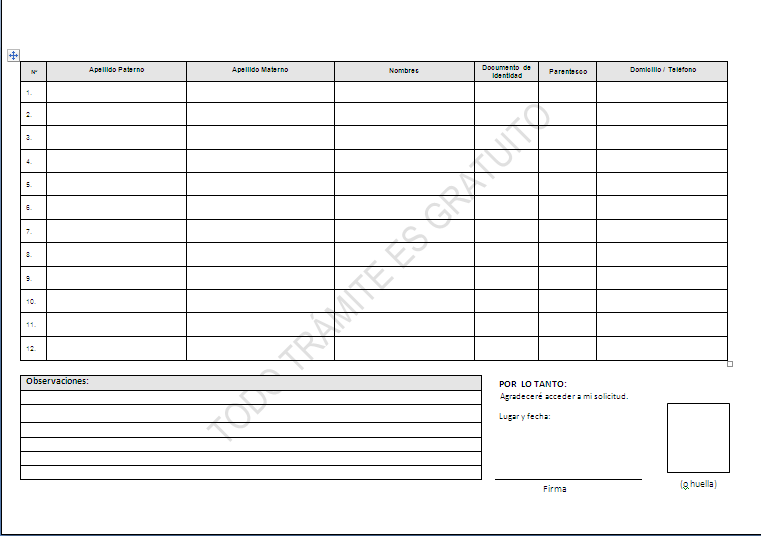 Nº Apellido Paterno Apellido Materno Nombres Documento de Identidad Parentesco Domicilio / Teléfono
1.
2.
3.
4.
5.
6.
7.
8.
9.
10.
11.
12.
TODO TRÁMITE ES GRATUITO
Observaciones:
POR LO TANTO:
Agradeceré acceder a mi solicitud.
Lugar y fecha:
Firma
(o huella)